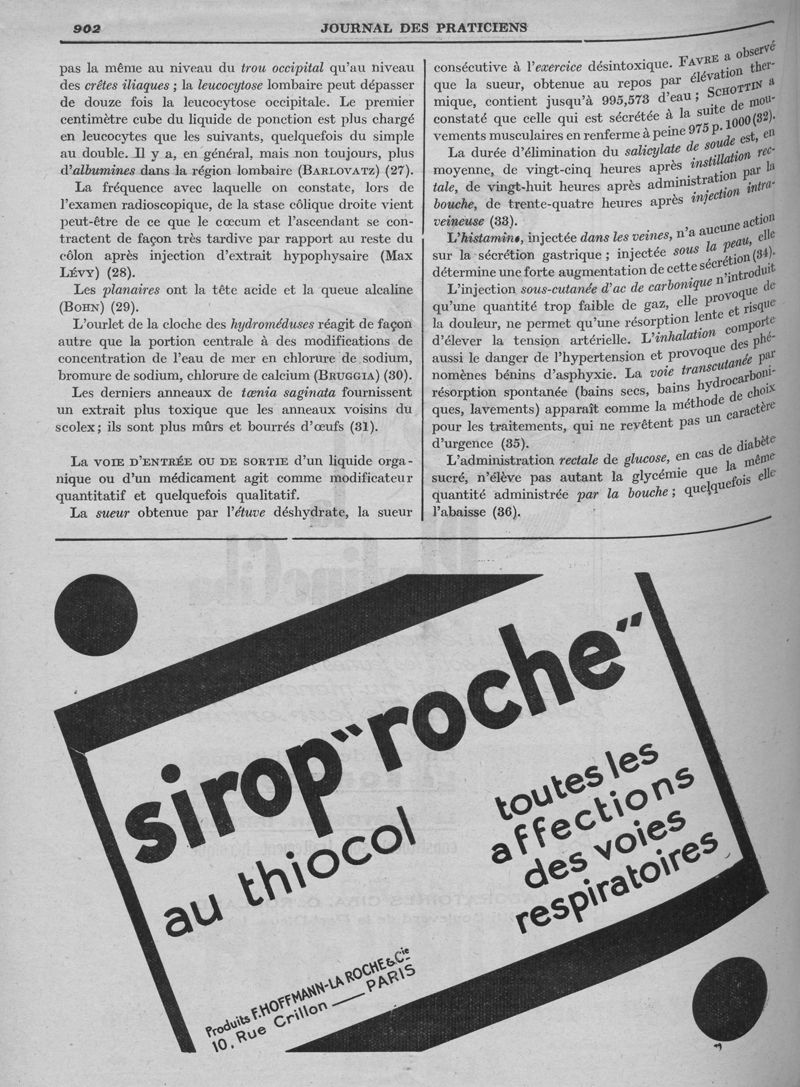 902
JOURNAL DES PRATICIENS
pas la même au niveau du trou occipital qu'au niveau
des crêtes iliaques ; la leucocytose lombaire peut dépasser
de douze fois la leucocytose occipitale. Le premier
centimètre cube du liquide de ponction est plus chargé
en leucocytes que les suivants, quelquefois du simple
au double. Il y a, en général, mais non toujours, plus
d'albumines dans la région lombaire (BARLOVATZ) (27).
La fréquence avec laquelle on constate, lors de
l'examen radioscopique, de la stase côlique droite vient
peut-être de ce que le cœcum et l'ascendant se con-
tractent de façon très tardive par rapport au reste du
côlon après injection d'extrait hypophysaire (Max
LÉVY) (28).
Les planaires ont la tête acide et la queue alcaline
(BOHN) (29).
L'ourlet de la cloche des hydroméduses réagit de façon
autre que la portion centrale à des modifications de
concentration de l'eau de mer en chlorure de sodium,
bromure de sodium, chlorure de calcium (BRUGGIA) (30).
Les derniers anneaux de tœnia saginata fournissent
un extrait plus toxique que les anneaux voisins du
scolex ; ils sont plus mûrs et bourrés d'œufs (31).
LA VOIE D'ENTRÉE OU DE SORTIE d'un liquide orga-
nique ou d'un médicament agit comme modificateur
quantitatif et quelquefois qualitatif.
La sueur obtenue par l'étuve déshydrate, la sueur
consécutive à l'exercice désintoxique. FAVRE a observé
que la sueur, obtenue au repos par élévation ther-
mique, contient jusqu'à 995,573 d'eau ; SCHOTTIN a
constaté que celle qui est sécrétée à la suite de mou-
vements musculaires en renferme à peine 975 p. 1000 (32).
La durée d'élimination du salicylate de soude est, en
moyenne, de vingt-cinq heures après instillation rec-
tale, de vingt-huit heures après administration par la
bouche, de trente-quatre heures après injection intra-
veineuse (33).
L'histamine, injectée dans les veines, n'a aucune action
sur la sécrétion gastrique ; injectée sous la peau, elle
détermine une forte augmentation de cette sécrétion (34).
L'injection sous-cutanée d'ac de carbonique n'introduit
qu'une quantité trop faible de gaz, elle provoque de
la douleur, ne permet qu'une résorption lente et risque
d'élever la tension artérielle. L'inhalation comporte
aussi le danger de l'hypertension et provoque des phé-
nomènes bénins d'asphyxie. La voie transcutanée par
résorption spontanée (bains secs, bains hydrocarboni-
ques, lavements) apparaît comme la méthode de choix
pour les traitements, qui ne revêtent pas un caractère
d'urgence (35).
L'administration rectale de glucose, en cas de diabète
sucré, n'élève pas autant la glycémie que la même
quantité administrée par la bouche ; quelquefois elle
l'abaisse (36).
sirop "roche"
au thiocol
toutes les
affections
des voies
respiratoires
Produits F. HOFFMANN-LA ROCHE & Cie
10, Rue Crillon — PARIS